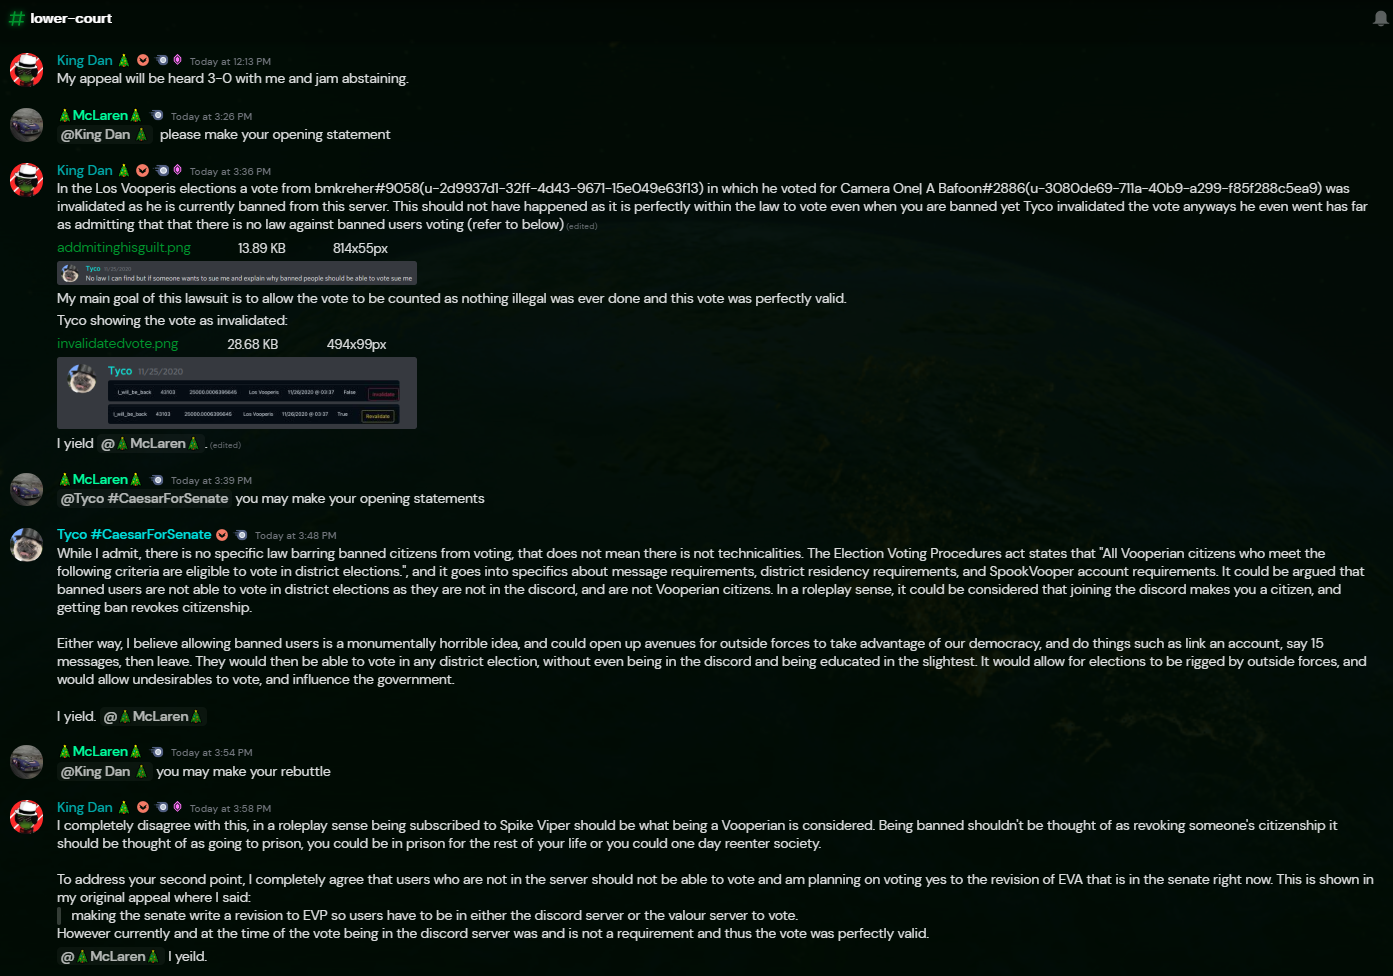 # lower-court
King Dan Today at 12:13 PM
My appeal will be heard 3-0 with me and jam abstaining.
McLaren Today at 3:26 PM
@King Dan please make your opening statement
King Dan Today at 3:36 PM
In the Los Vooperis elections a vote from bmkreher#9058(u-2d9937d1-32ff-4d43-9671-15e049e63f13) in which he voted for Camera One| A Bafoon#2886(u-3080de69-711a-40b9-a299-f85f288c5ea9) was
invalidated as he is currently banned from this server. This should not have happened as it is perfectly within the law to vote even when you are banned yet Tyco invalidated the vote anyways he even went has far
as admitting that that there is no law against banned users voting (refer to below) (edited)
addmitinghisguilt.png 13.89 KB 814x55px
Tyco 11/25/2020
No law I can find but if someone wants to sue me and explain why banned people should be able to vote sue me
My main goal of this lawsuit is to allow the vote to be counted as nothing illegal was ever done and this vote was perfectly valid.
Tyco showing the vote as invalidated:
invalidatedvote.png 28.68 KB 494x99px
Tyco 11/25/2020
I_will_be_back 43103 25000.0006395645 Los Vooperis 11/26/2020 @ 03:37 False Invalidate
I_will_be_back 43103 25000.0006395645 Los Vooperis 11/26/2020 @ 03:37 True Revalidate
I yield @McLaren. (edited)
McLaren Today at 3:39 PM
@Tyco #CaesarForSenate you may make your opening statements
Tyco #CaesarForSenate Today at 3:48 PM
While I admit, there is no specific law barring banned citizens from voting, that does not mean there is not technicalities. The Election Voting Procedures act states that "All Vooperian citizens who meet the
following criteria are eligible to vote in district elections.", and it goes into specifics about message requirements, district residency requirements, and SpookVooper account requirements. It could be argued that
banned users are not able to vote in district elections as they are not in the discord, and are not Vooperian citizens. In a roleplay sense, it could be considered that joining the discord makes you a citizen, and
getting ban revokes citizenship.
Either way, I believe allowing banned users is a monumentally horrible idea, and could open up avenues for outside forces to take advantage of our democracy, and do things such as link an account, say 15
messages, then leave. They would then be able to vote in any district election, without even being in the discord and being educated in the slightest. It would allow for elections to be rigged by outside forces, and
would allow undesirables to vote, and influence the government.
I yield. @McLaren
McLaren Today at 3:54 PM
@King Dan you may make your rebuttle
King Dan Today at 3:58 PM
I completely disagree with this, in a roleplay sense being subscribed to Spike Viper should be what being a Vooperian is considered. Being banned shouldn't be thought of as revoking someone's citizenship it
should be thought of as going to prison, you could be in prison for the rest of your life or you could one day reenter society.
To address your second point, I completely agree that users who are not in the server should not be able to vote and am planning on voting yes to the revision of EVA that is in the senate right now. This is shown in
my original appeal where I said:
making the senate write a revision to EVP so users have to be in either the discord server or the valour server to vote.
However currently and at the time of the vote being in the discord server was and is not a requirement and thus the vote was perfectly valid.
@McLaren I yeild.